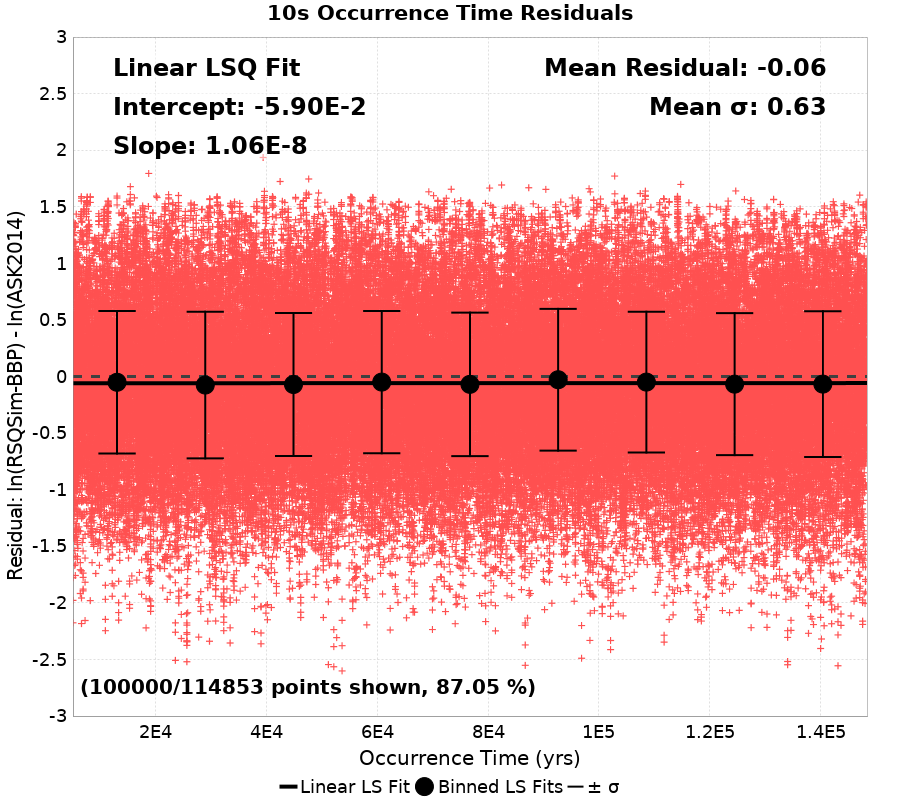 10s Occurrence Time Residuals
Linear LSQ Fit
Intercept: -5.90E-2
Slope: 1.06E-8
Mean Residual: -0.06
Mean σ: 0.63
Residual: ln(RSQSim-BBP) - ln(ASK2014)
3
2.5
2
1.5
1
0.5
0
-0.5
-1
-1.5
-2
-2.5
-3
(100000/114853 points shown, 87.05 %)
2E4 4E4 6E4 8E4 1E5 1.2E5 1.4E5
Occurrence Time (yrs)
Linear LS Fit Binned LS Fits ± σ